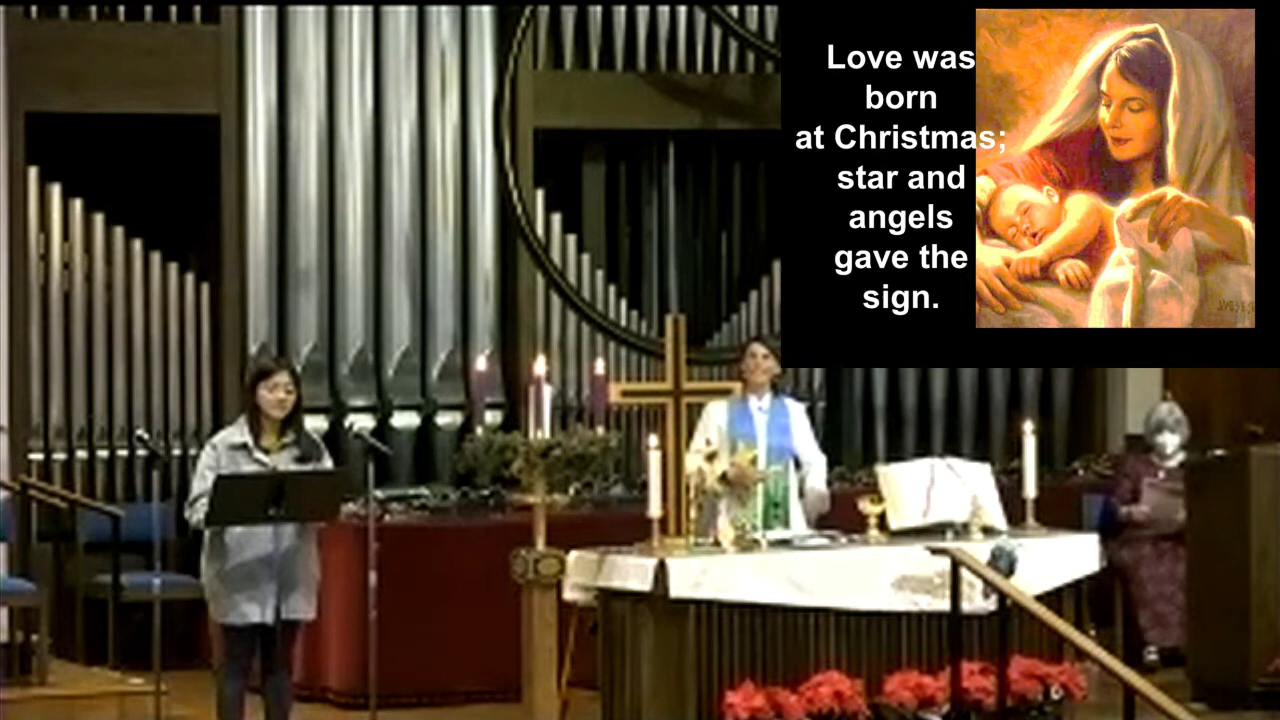 Love was
born
at Christmas;
star and
angels
gave the
sign.